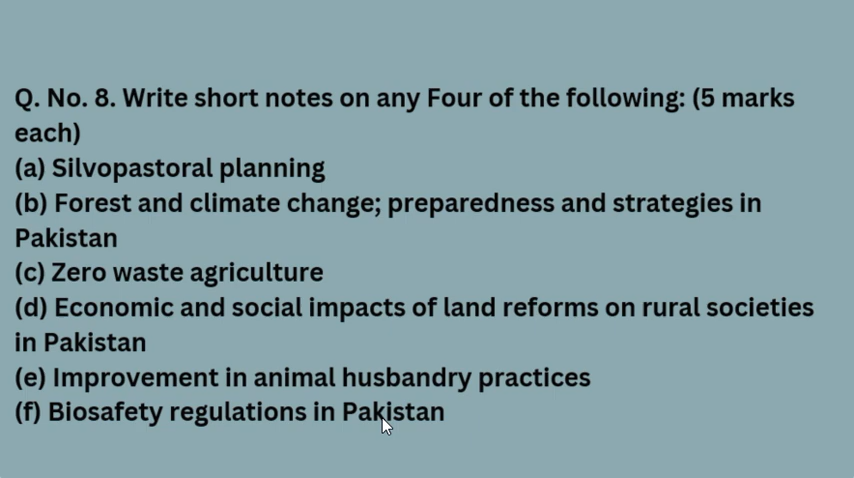 Q. No. 8. Write short notes on any Four of the following: (5 marks
each)
(a) Silvopastoral planning
(b) Forest and climate change; preparedness and strategies in
Pakistan
(c) Zero waste agriculture
(d) Economic and social impacts of land reforms on rural societies
in Pakistan
(e) Improvement in animal husbandry practices
(f) Biosafety regulations in Pakistan